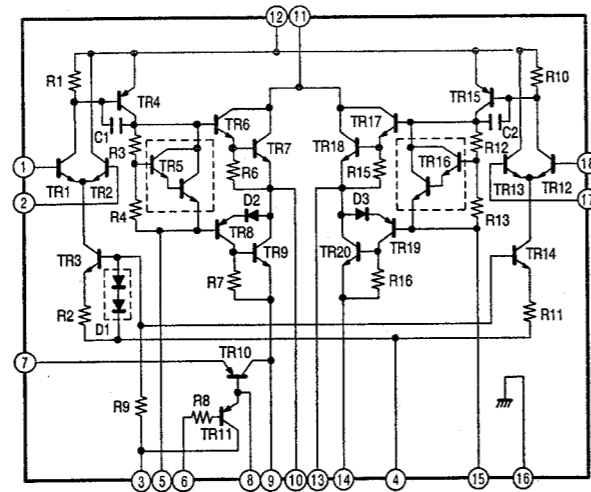 12 11
R1 R10
TR4 TR15
C1 TR6 TR17 C2
R3 TR5 TR7 TR18 TR16 R12
1 R6 R15 18
TR1 TR2 TR13 TR12
2 17
D2 D3
R4 R13
TR8 TR9 TR19
TR3 TR20 TR14
R7 R16
R2 R11
D1
7 TR10
R9 R8
TR11
3 5 6 8 9 10 13 14 4 15 16